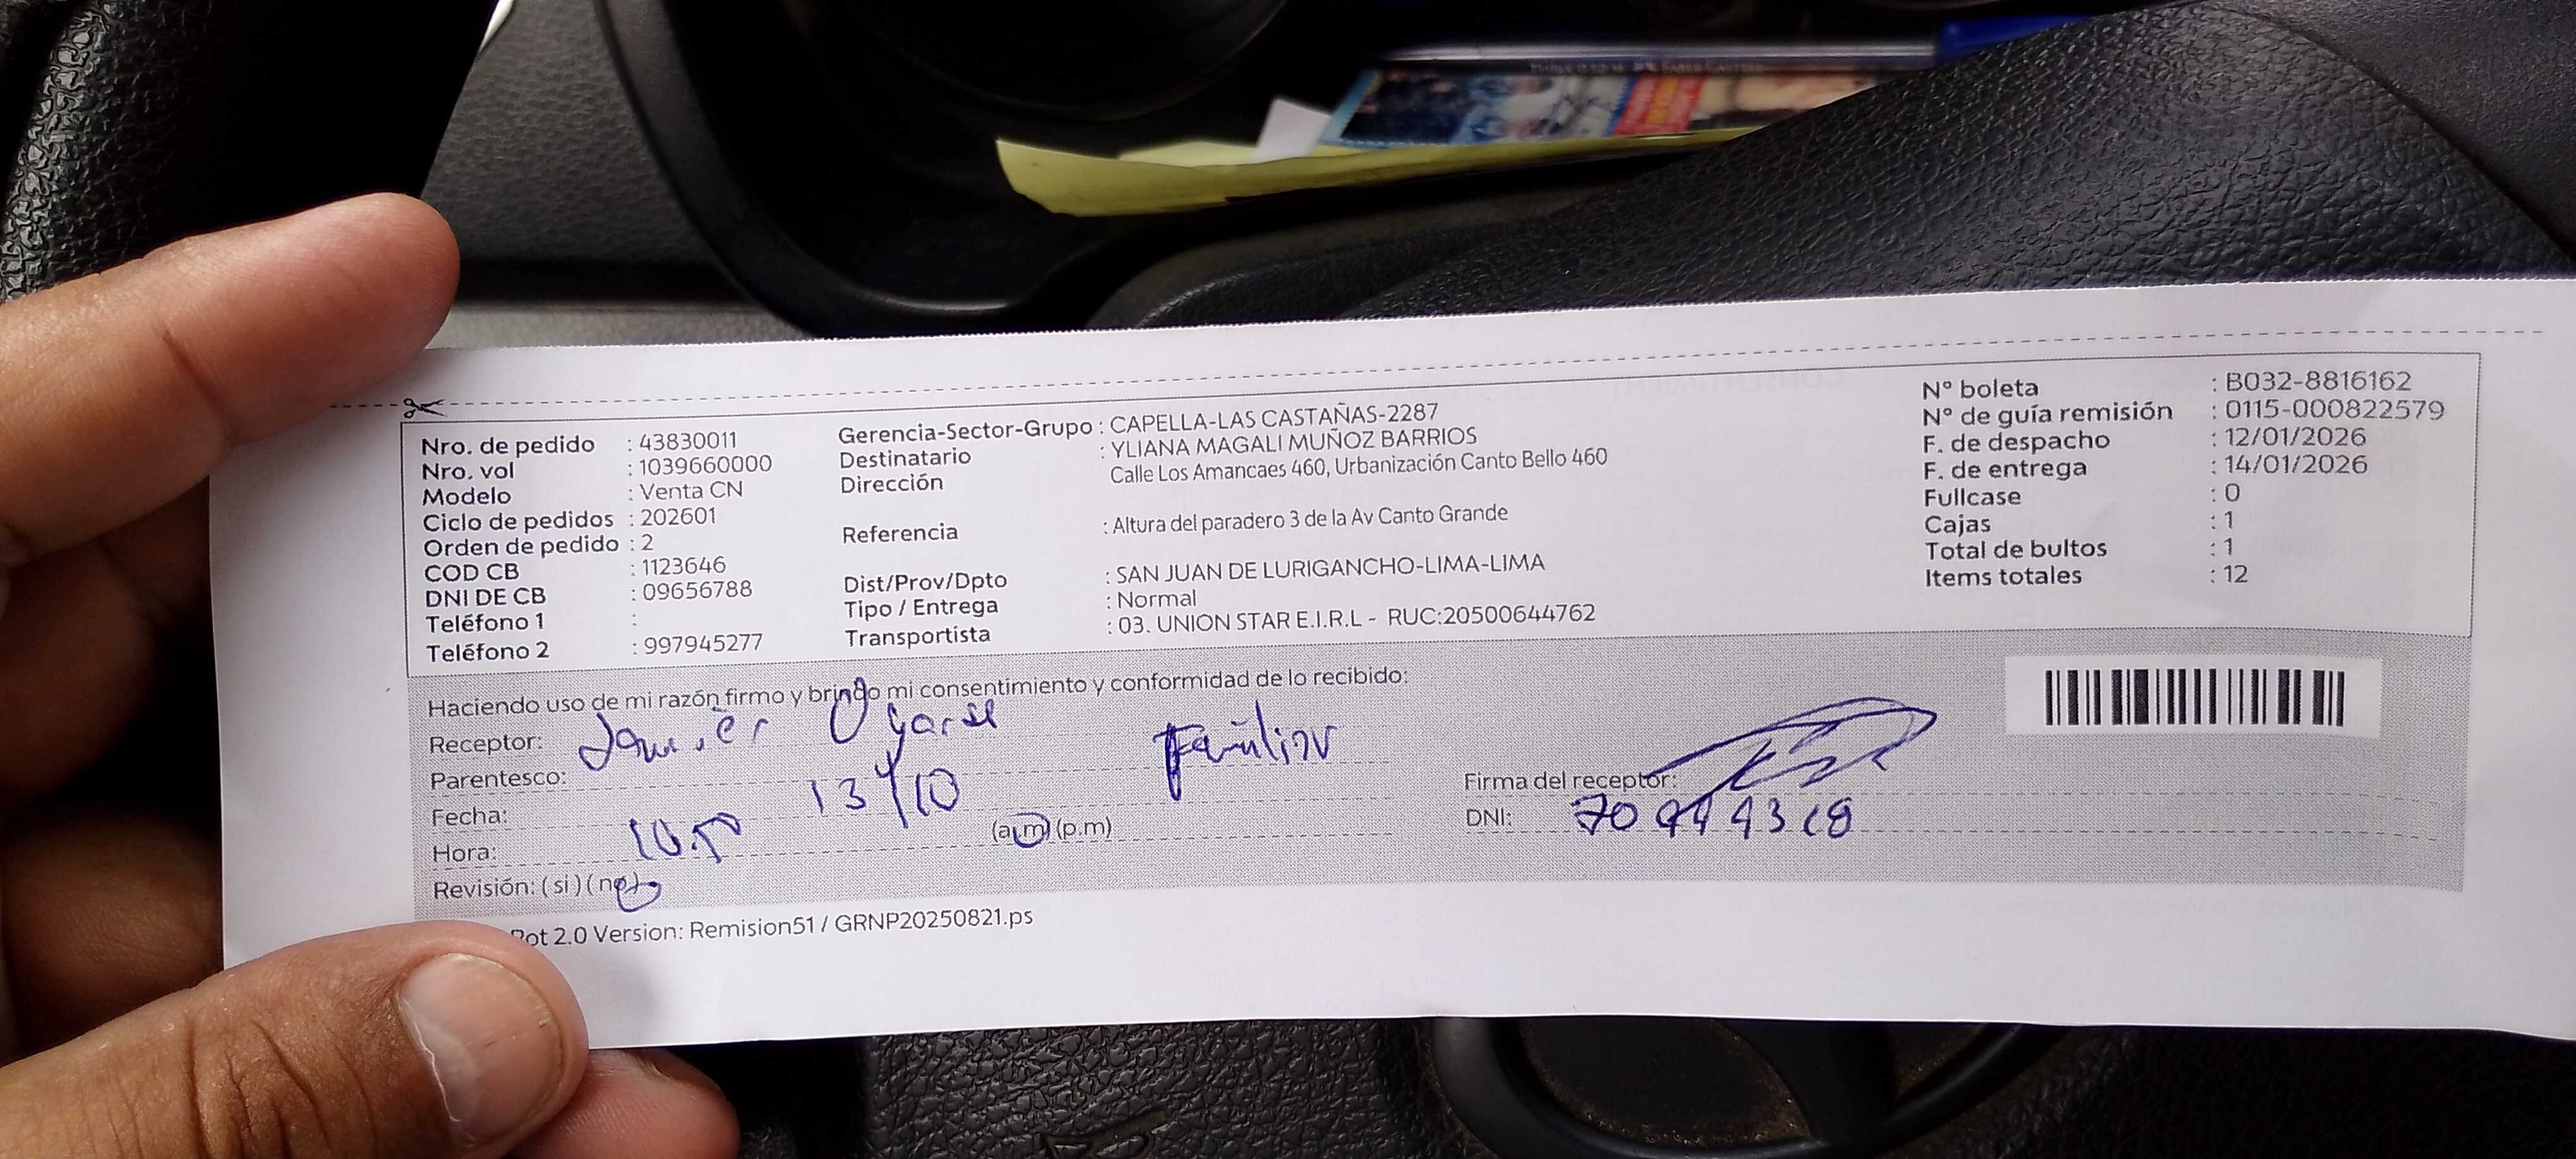 Nro. de pedido : 43830011
Nro. vol : 1039660000
Modelo : Venta CN
Ciclo de pedidos : 202601
Orden de pedido : 2
COD CB : 1123646
DNI DE CB : 09656788
Teléfono 1 :
Teléfono 2 : 997945277
Gerencia-Sector-Grupo : CAPELLA-LAS CASTAÑAS-2287
Destinatario : YLIANA MAGALI MUÑOZ BARRIOS
Dirección Calle Los Amancaes 460, Urbanización Canto Bello 460
Referencia : Altura del paradero 3 de la Av Canto Grande
Dist/Prov/Dpto : SAN JUAN DE LURIGANCHO-LIMA-LIMA
Tipo / Entrega : Normal
Transportista : 03. UNION STAR E.I.R.L - RUC:20500644762
N° boleta : B032-8816162
N° de guía remisión : 0115-000822579
F. de despacho : 12/01/2026
F. de entrega : 14/01/2026
Fullcase : 0
Cajas : 1
Total de bultos : 1
Items totales : 12
Haciendo uso de mi razón firmo y bringo mi consentimiento y conformidad de lo recibido:
Receptor:
Parentesco:
Fecha: 13/10
Hora: (a.m) (p.m)
Revisión: (si) (no)
Firma del receptor:
DNI:
Pot 2.0 Version: Remision51 / GRNP20250821.ps